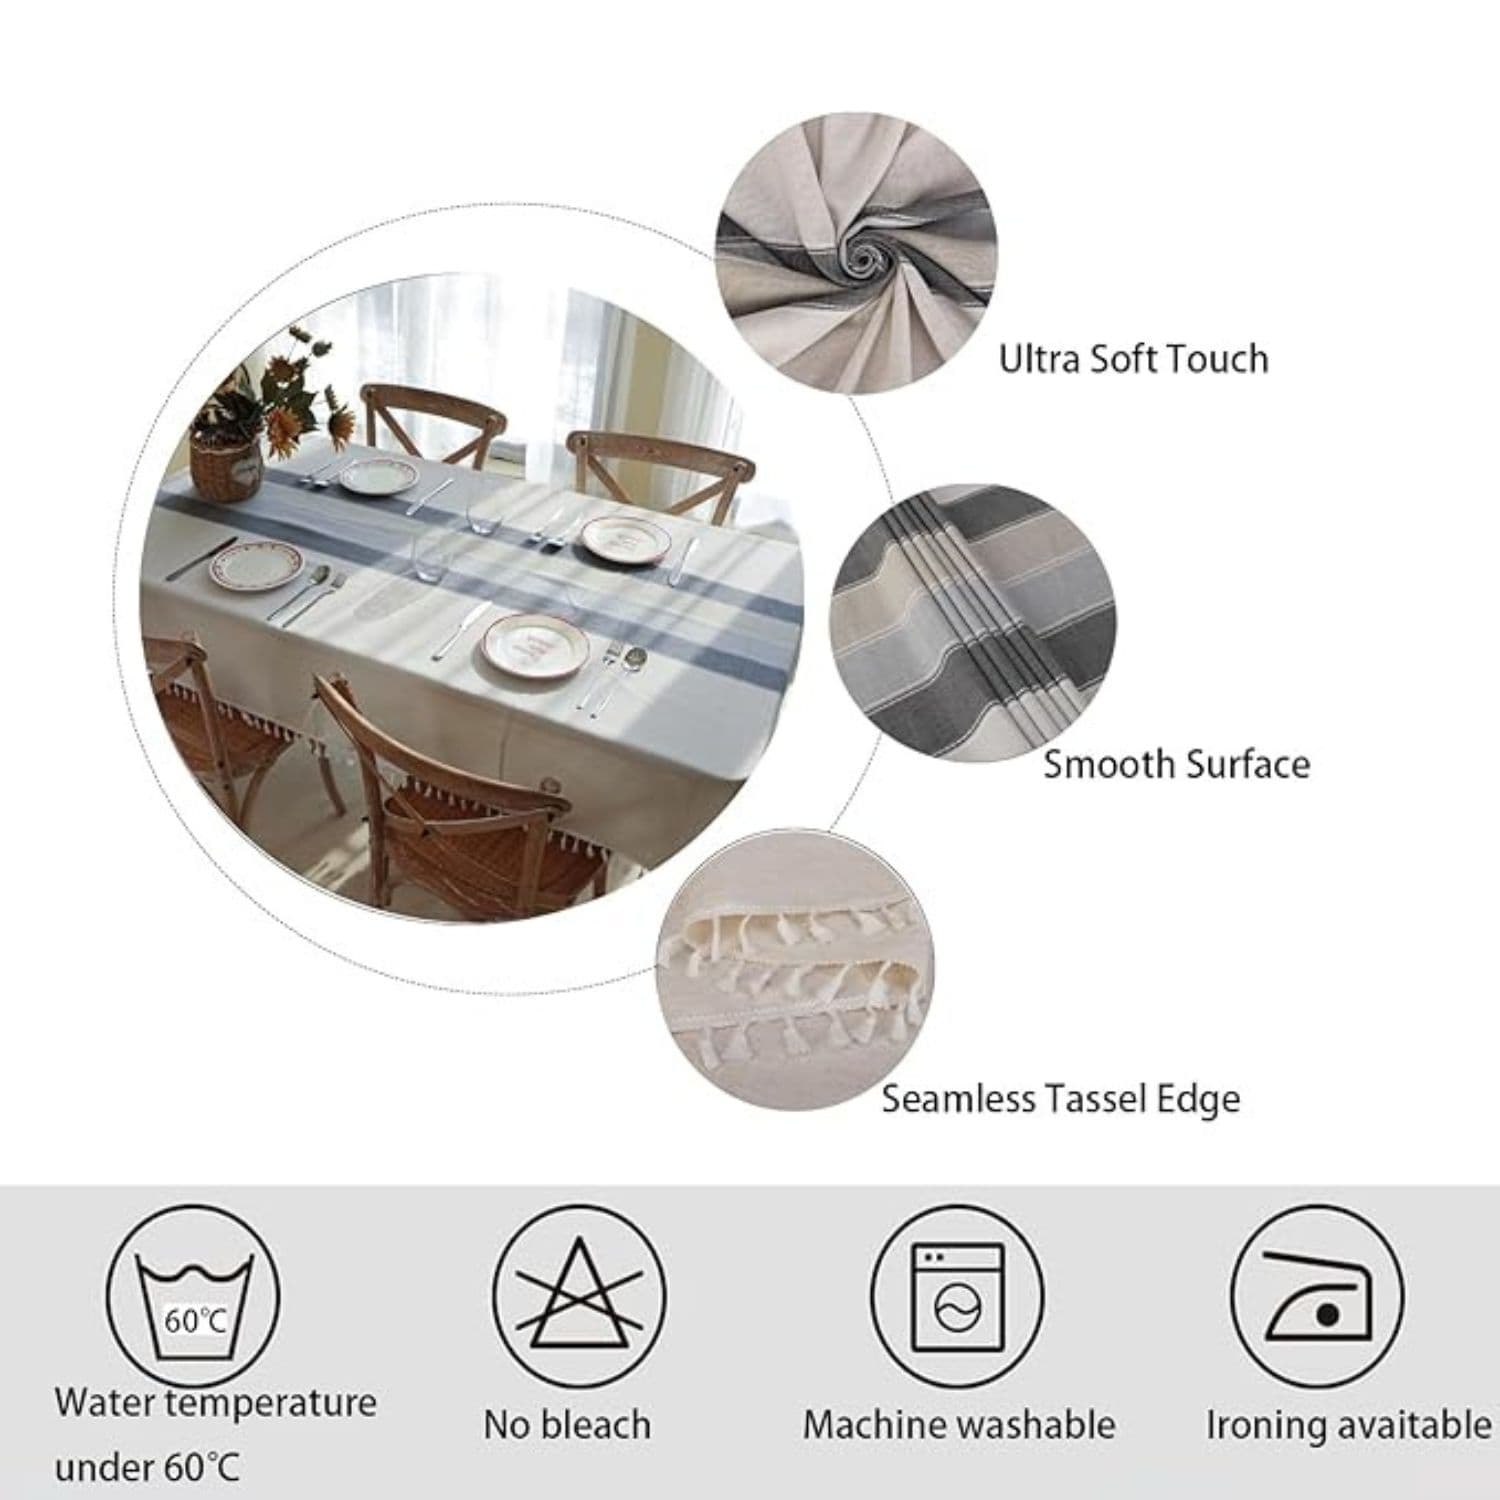 Ultra Soft Touch
Smooth Surface
Seamless Tassel Edge
60℃
Water temperature
under 60℃
No bleach
Machine washable
Ironing avaitable